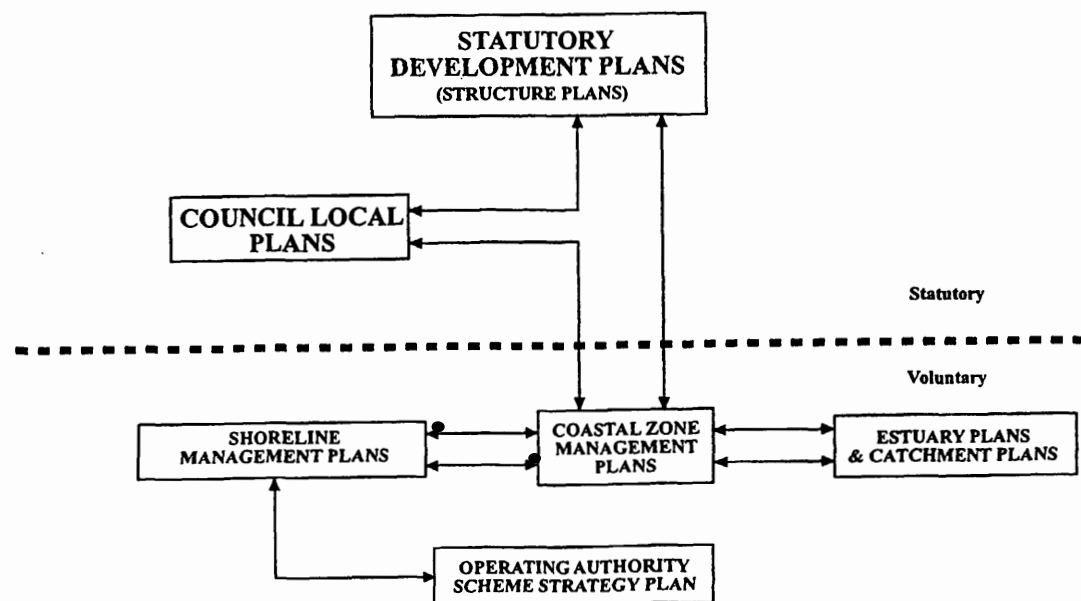 STATUTORY
DEVELOPMENT PLANS
(STRUCTURE PLANS)
COUNCIL LOCAL
PLANS
Statutory
Voluntary
SHORELINE
MANAGEMENT PLANS
COASTAL ZONE
MANAGEMENT
PLANS
ESTUARY PLANS
& CATCHMENT PLANS
OPERATING AUTHORITY
SCHEME STRATEGY PLAN